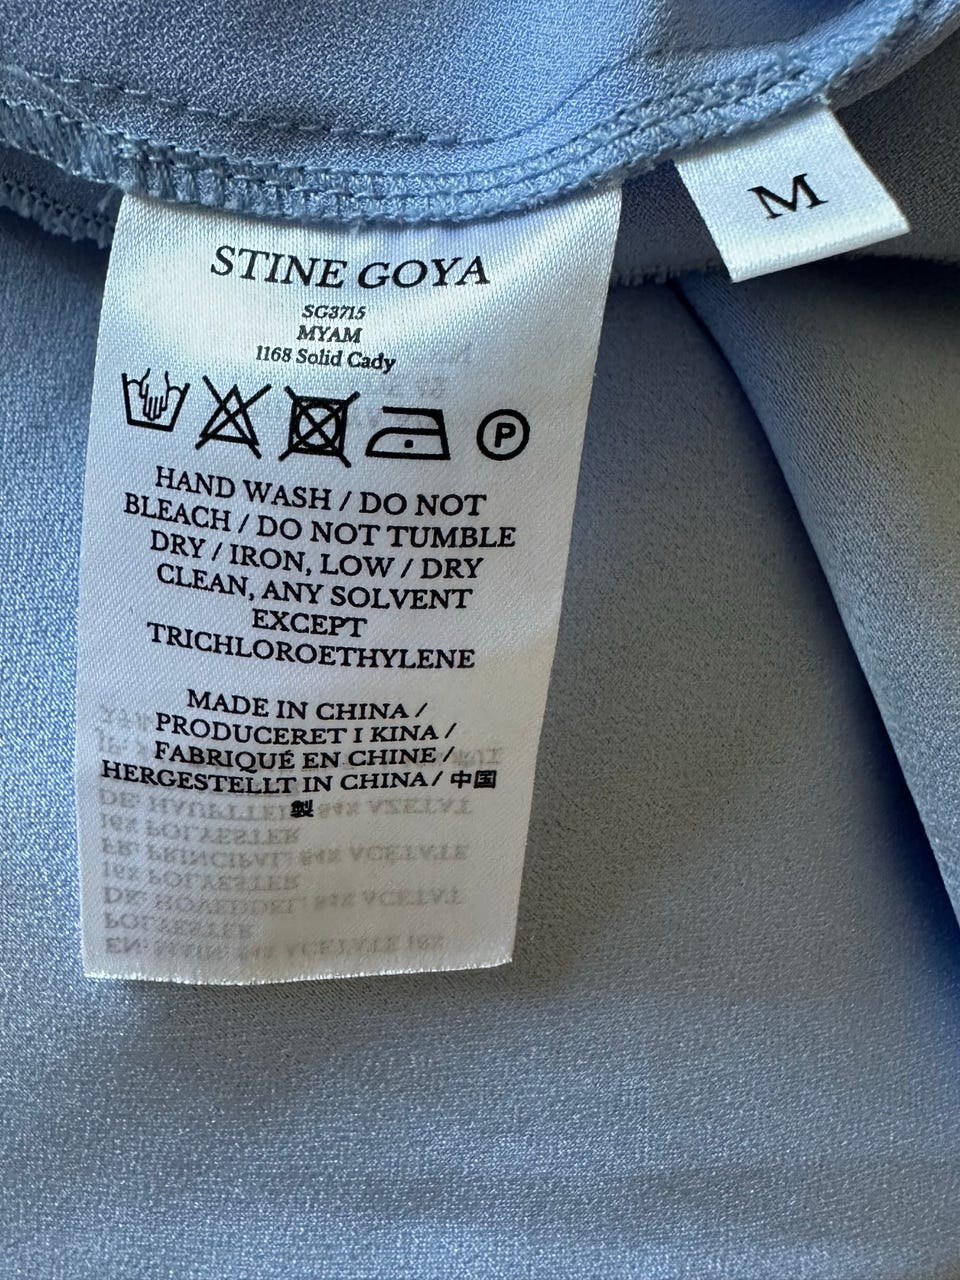 M
STINE GOYA
SG3715
MYAM
1168 Solid Cady
P
HAND WASH / DO NOT
BLEACH / DO NOT TUMBLE
DRY / IRON, LOW / DRY
CLEAN, ANY SOLVENT
EXCEPT
TRICHLOROETHYLENE
MADE IN CHINA /
PRODUCERET I KINA /
FABRIQUÉ EN CHINE /
HERGESTELLT IN CHINA / 中国
製